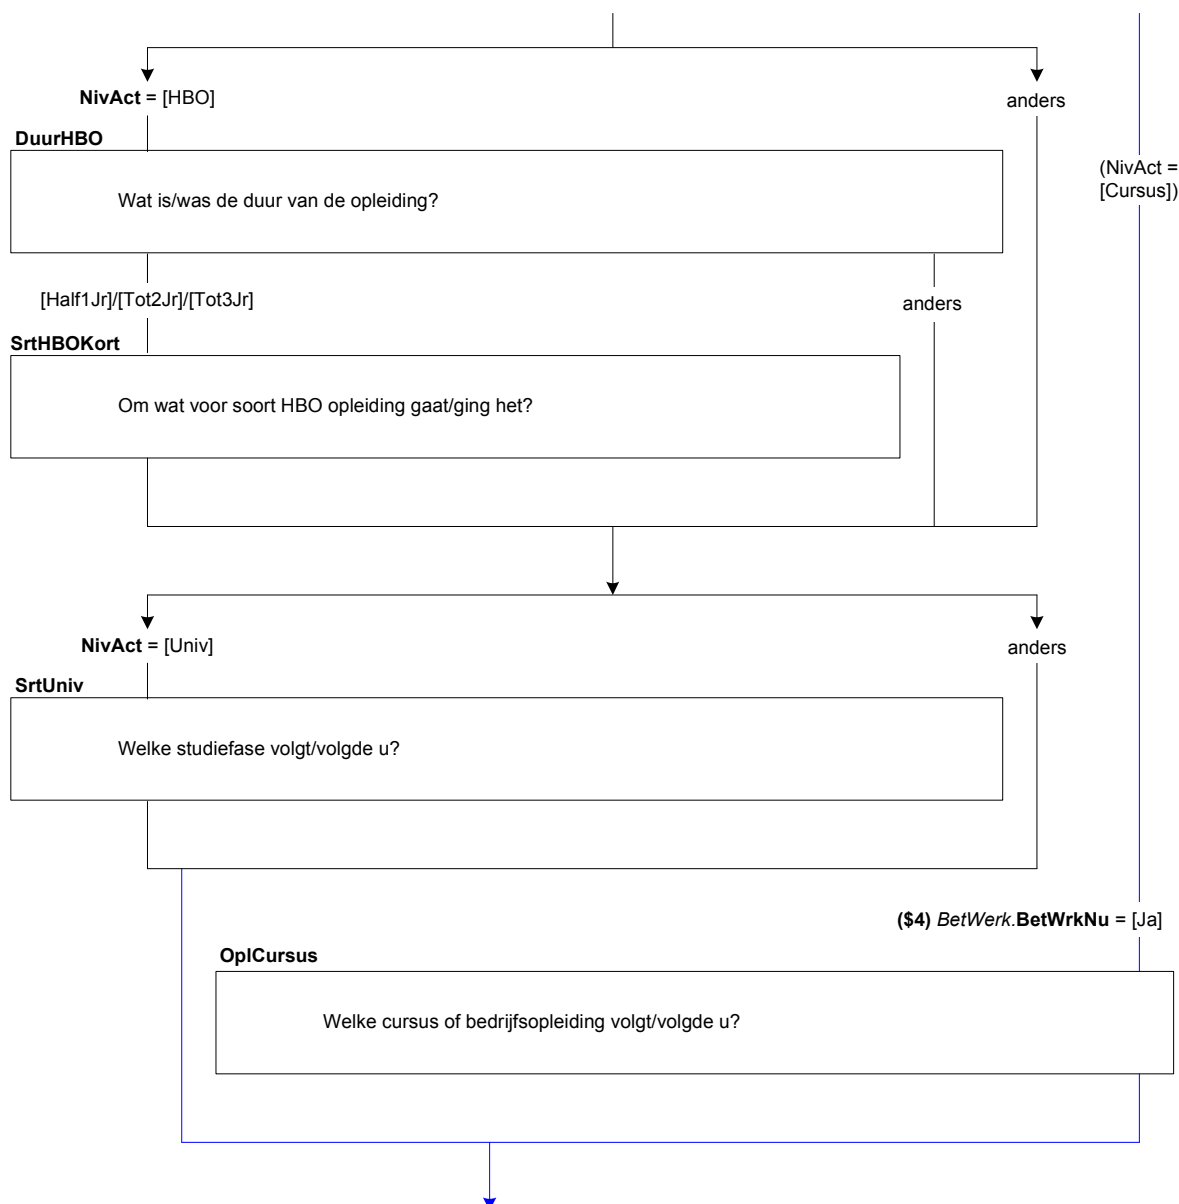 NivAct = [HBO]
anders
DuurHBO
(NivAct =
[Cursus])
Wat is/was de duur van de opleiding?
[Half1Jr]/[Tot2Jr]/[Tot3Jr]
anders
SrtHBOKort
Om wat voor soort HBO opleiding gaat/ging het?
NivAct = [Univ]
anders
SrtUniv
Welke studiefase volgt/volgde u?
($4) BetWerk.BetWrkNu = [Ja]
OplCursus
Welke cursus of bedrijfsopleiding volgt/volgde u?